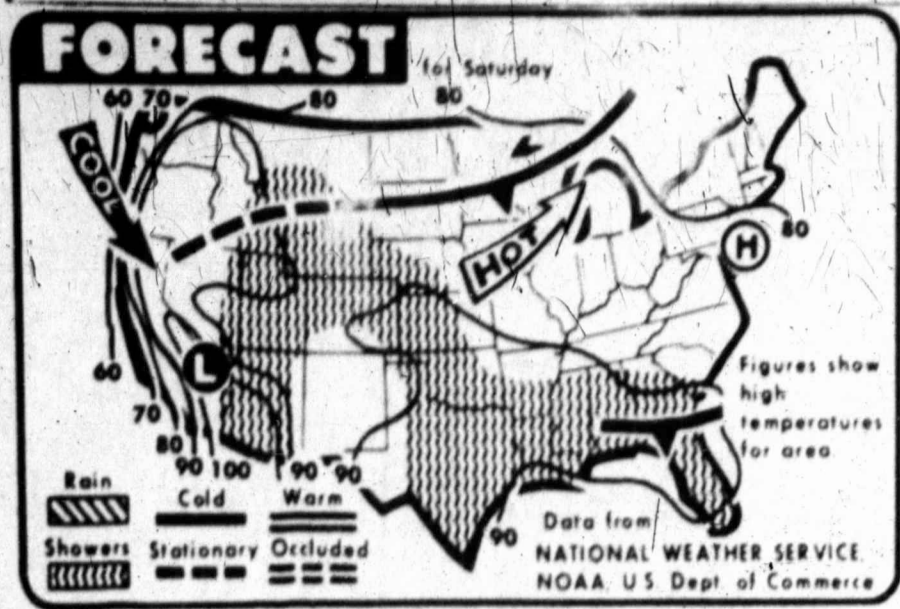 FORECAST
for Saturday
60 70 80 80
COOL
HOT
80
H
L
60
70
80
90 100 90 90
90
Figures show
high
temperatures
for area
Rain
Cold Warm
Showers Stationary Occluded
Data from
NATIONAL WEATHER SERVICE,
NOAA, U.S. Dept. of Commerce